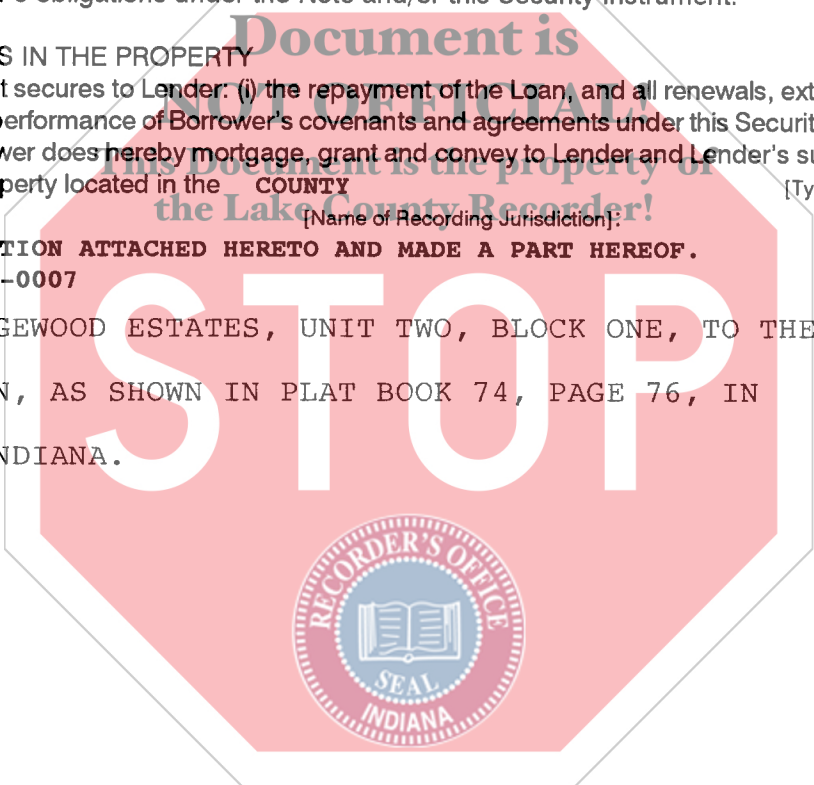 obligations under the Note and/or this Security Instrument.
Document is
S IN THE PROPERTY
t secures to Lender: (i) the repayment of the Loan, and all renewals, ext
NOT OFFICIAL!
performance of Borrower's covenants and agreements under this Securit
wer does hereby mortgage, grant and convey to Lender and Lender's su
This Document is the property of
perty located in the COUNTY [Ty
the Lake County Recorder!
[Name of Recording Jurisdiction]:
TION ATTACHED HERETO AND MADE A PART HEREOF.
-0007
GEWOOD ESTATES, UNIT TWO, BLOCK ONE, TO THE
N, AS SHOWN IN PLAT BOOK 74, PAGE 76, IN
NDIANA.
STOP
RECORDER'S OFFICE
SEAL
INDIANA